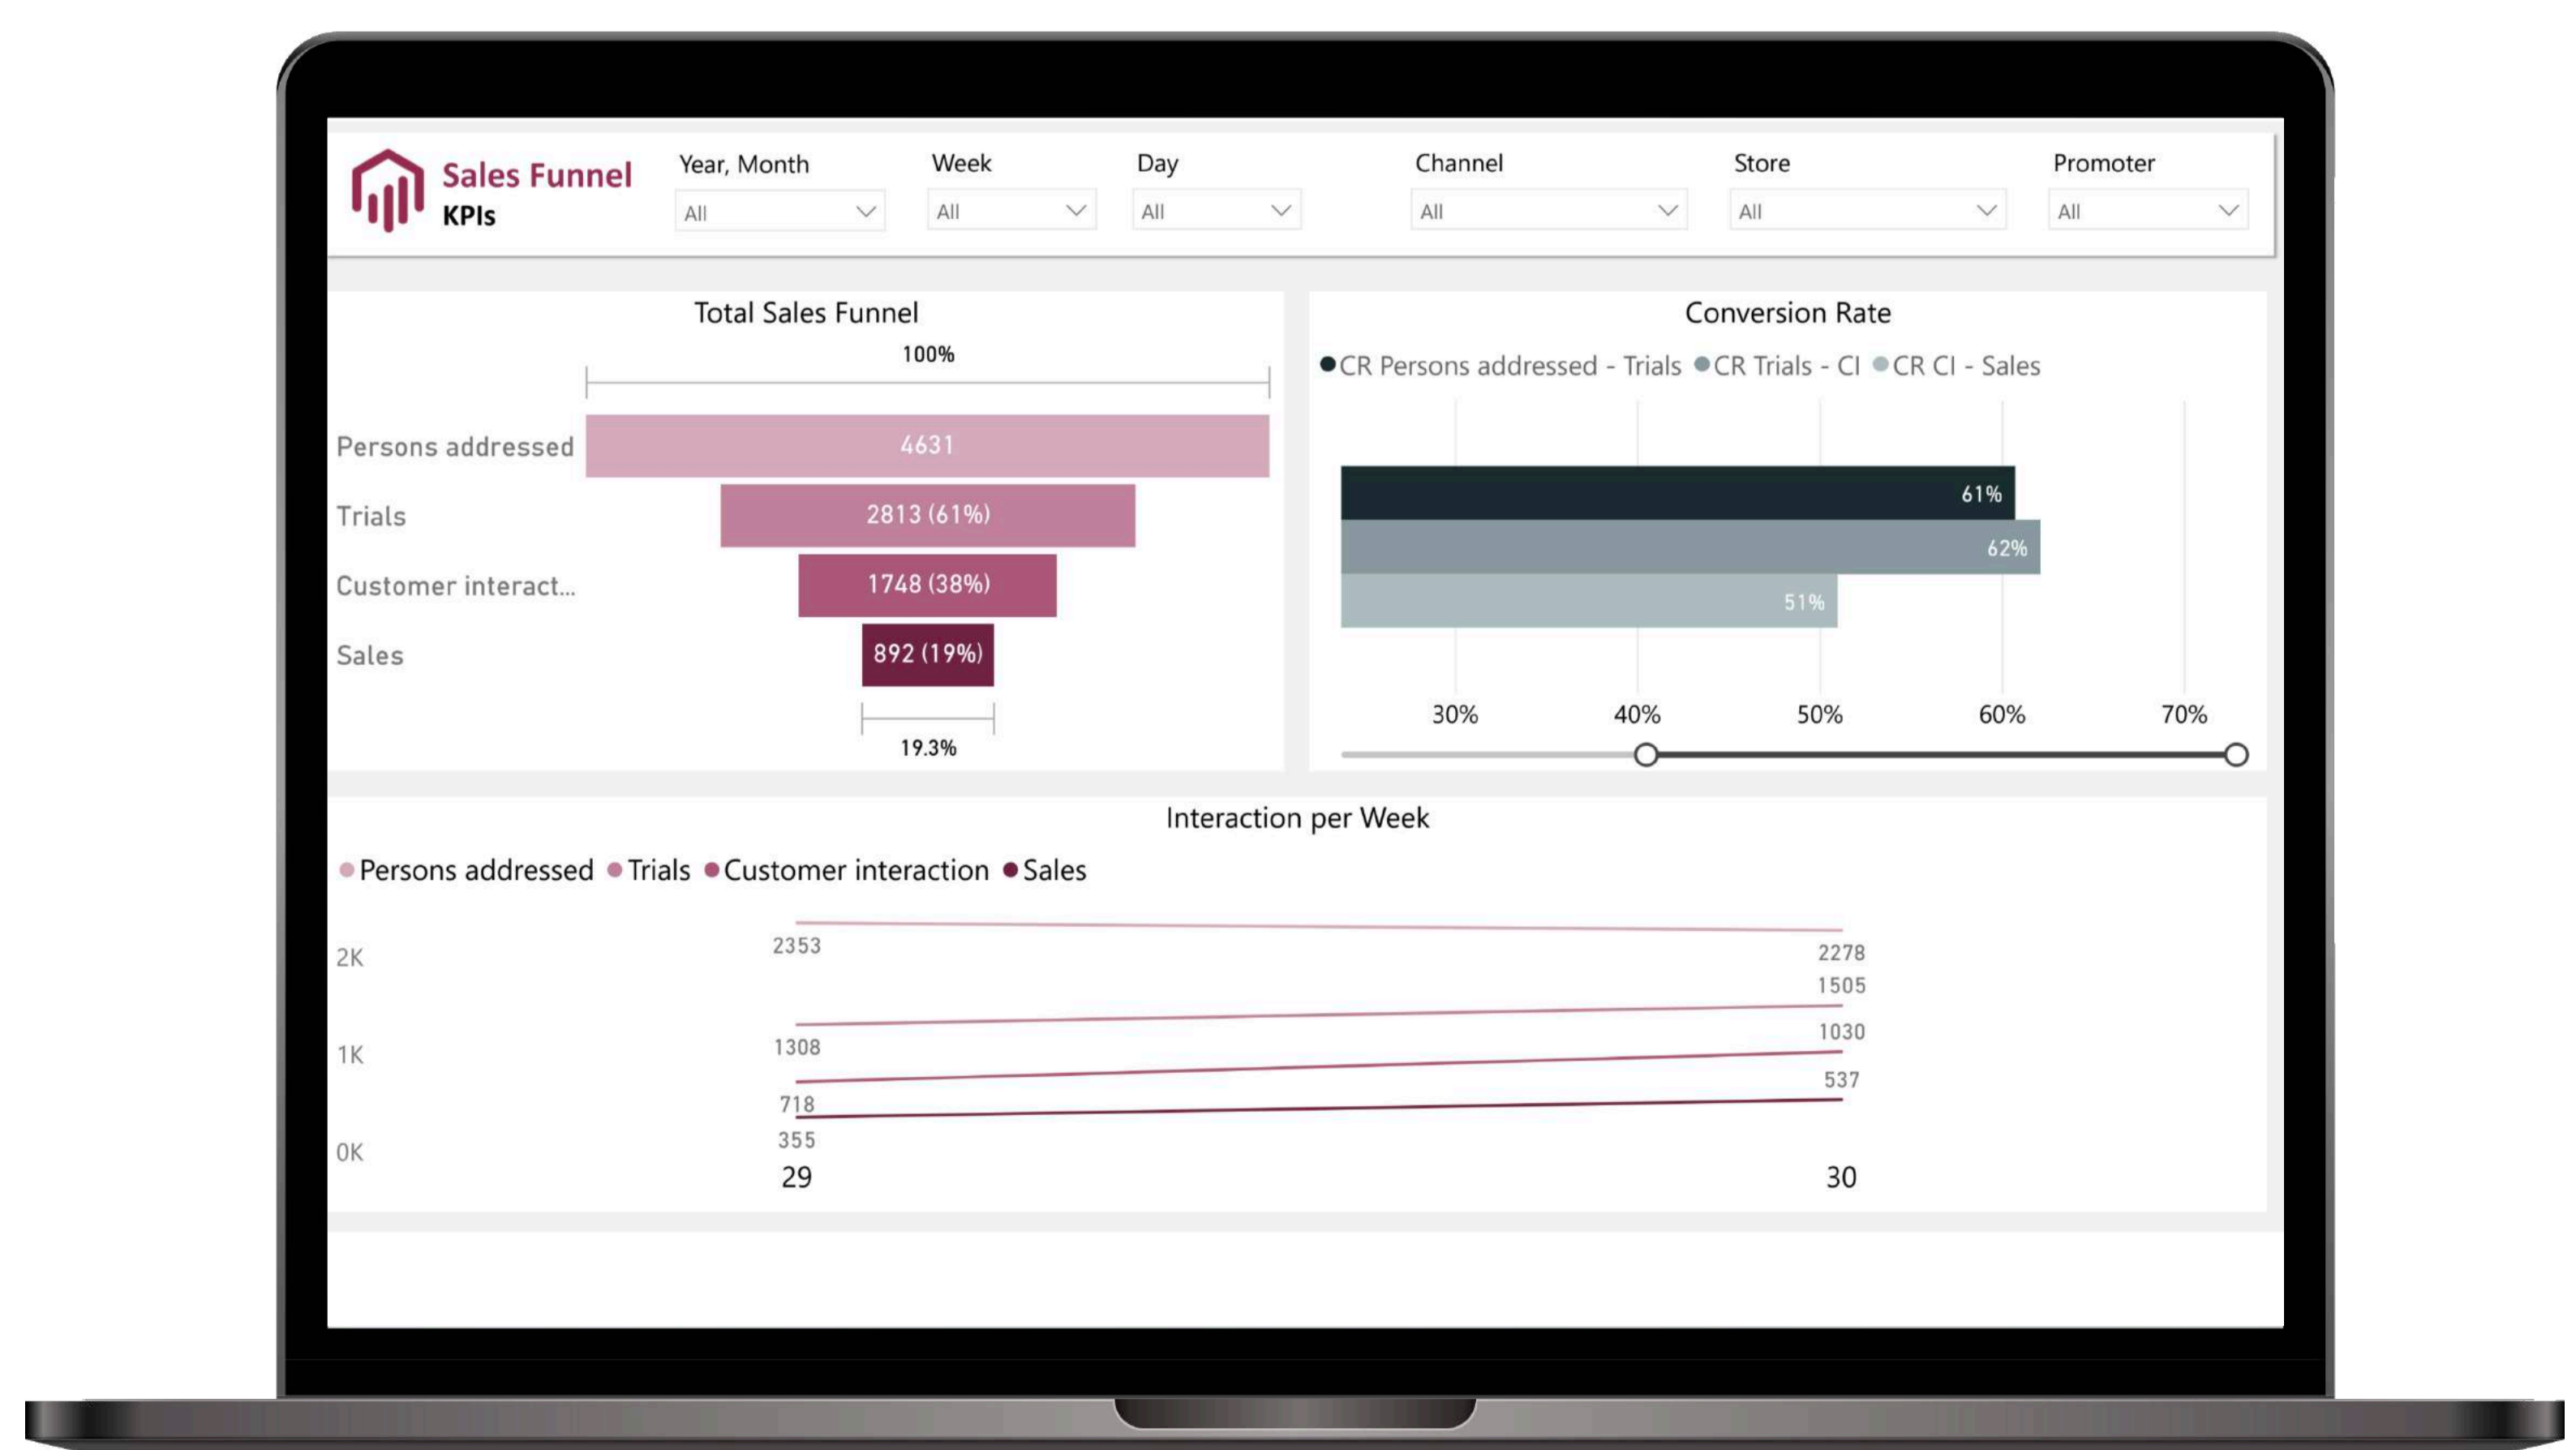 Sales Funnel
KPIs
Year, Month
Week
Day
Channel
Store
Promoter
All
All
All
All
All
All
Total Sales Funnel
100%
Persons addressed
4631
Trials
2813 (61%)
Customer interact...
1748 (38%)
Sales
892 (19%)
19.3%
Conversion Rate
CR Persons addressed - Trials CR Trials - CI CR CI - Sales
61%
62%
51%
30% 40% 50% 60% 70%
Interaction per Week
Persons addressed Trials Customer interaction Sales
2K
1K
0K
2353
1308
718
355
29
2278
1505
1030
537
30